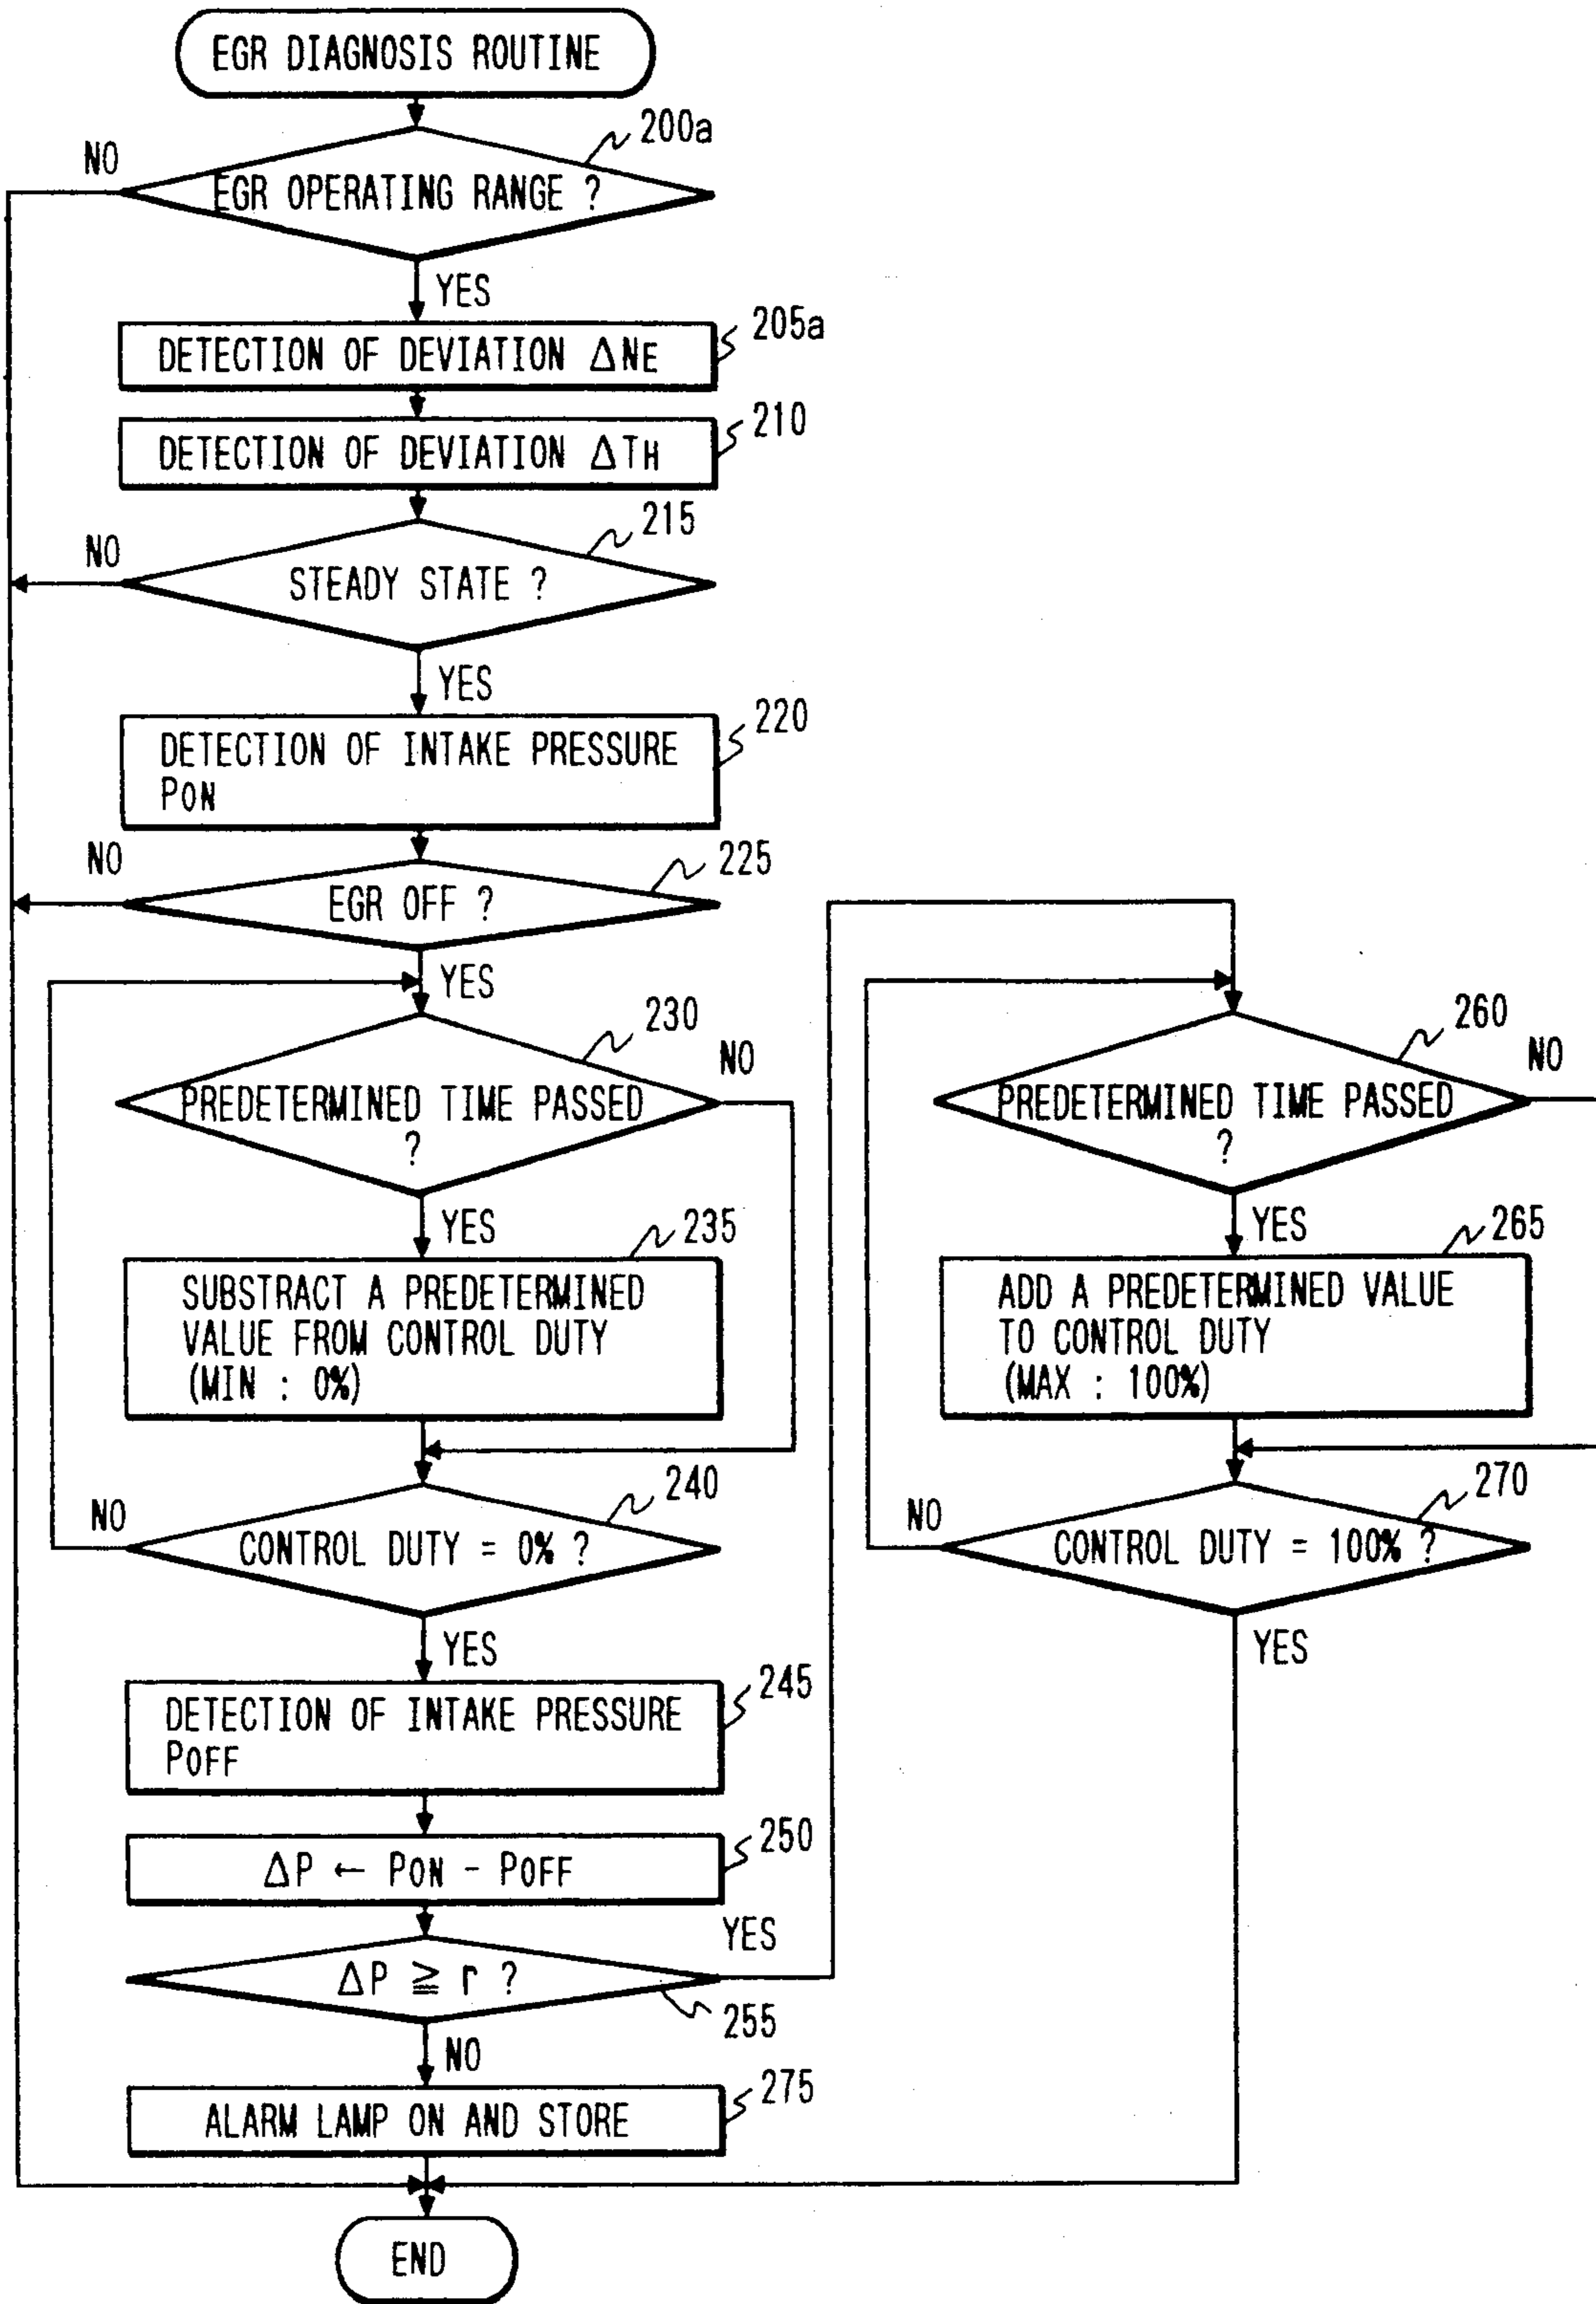 EGR DIAGNOSIS ROUTINE
200a
NO
EGR OPERATING RANGE ?
YES
205a
DETECTION OF DEVIATION ΔNE
210
DETECTION OF DEVIATION ΔTH
215
NO
STEADY STATE ?
YES
220
DETECTION OF INTAKE PRESSURE
PON
225
NO
EGR OFF ?
YES
230
NO
PREDETERMINED TIME PASSED
?
YES
235
SUBSTRACT A PREDETERMINED
VALUE FROM CONTROL DUTY
(MIN : 0%)
240
NO
CONTROL DUTY = 0% ?
YES
245
DETECTION OF INTAKE PRESSURE
POFF
250
ΔP ← PON - POFF
YES
ΔP ≧ r ?
255
NO
275
ALARM LAMP ON AND STORE
END
260
NO
PREDETERMINED TIME PASSED
?
YES
265
ADD A PREDETERMINED VALUE
TO CONTROL DUTY
(MAX : 100%)
270
NO
CONTROL DUTY = 100% ?
YES